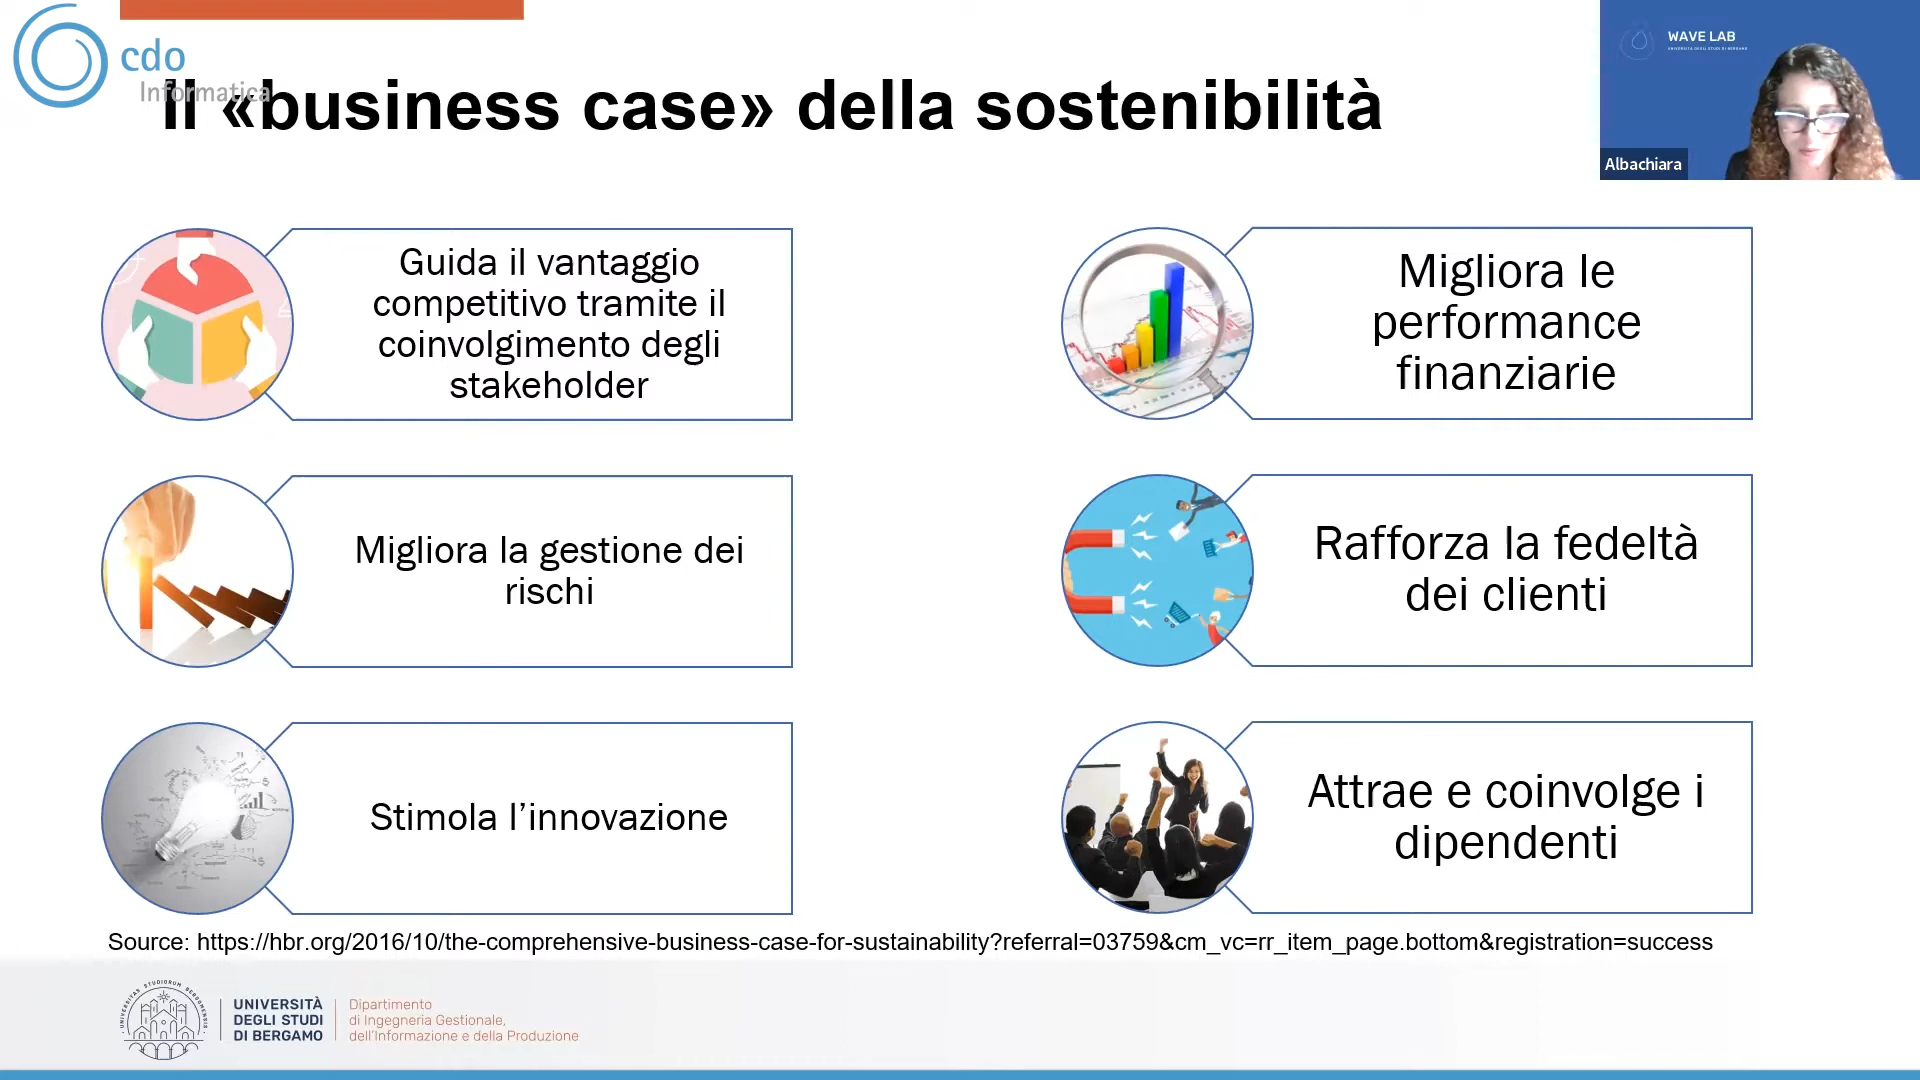 cdo
Informatica
Il «business case» della sostenibilità
WAVE LAB
Albachiara
Guida il vantaggio
competitivo tramite il
coinvolgimento degli
stakeholder
Migliora le
performance
finanziarie
Migliora la gestione dei
rischi
Rafforza la fedeltà
dei clienti
Stimola l’innovazione
Attrae e coinvolge i
dipendenti
Source: https://hbr.org/2016/10/the-comprehensive-business-case-for-sustainability?referral=03759&cm_vc=rr_item_page.bottom&registration=success
UNIVERSITÀ
DEGLI STUDI
DI BERGAMO
Dipartimento
di Ingegneria Gestionale,
dell'Informazione e della Produzione